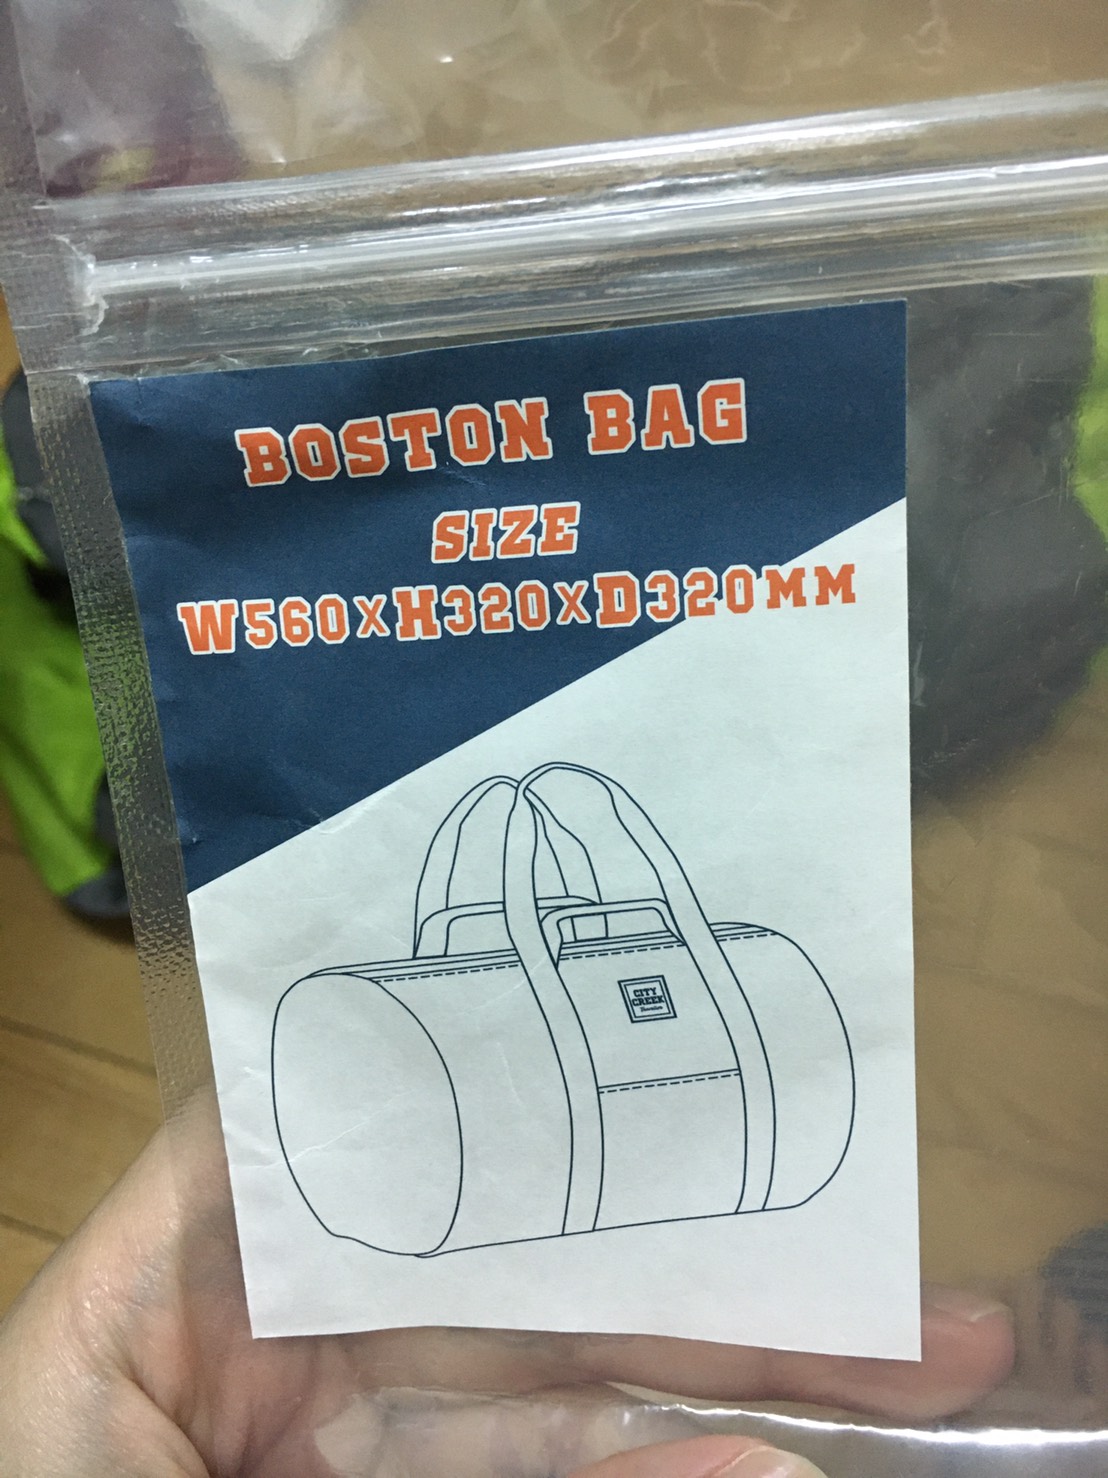 BOSTON BAG
SIZE
W560xH320xD320MM
CITY
CREEK